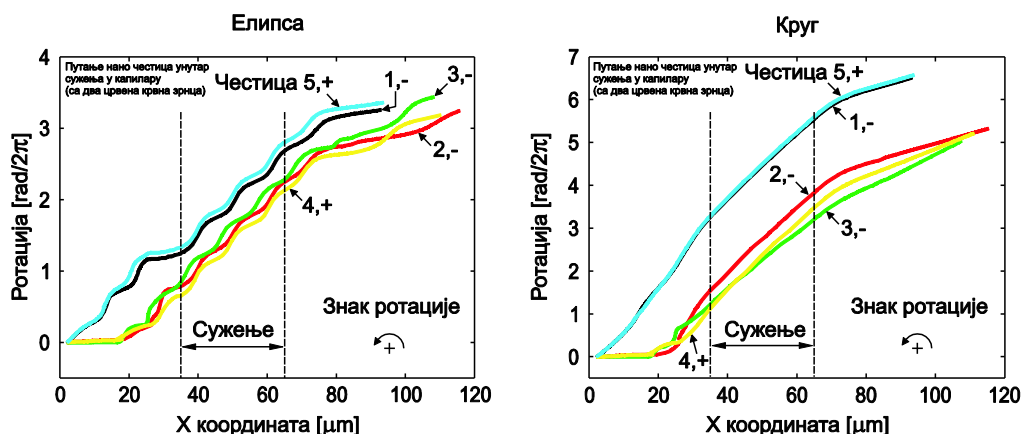 Елипса
Путање нано честица унутар
сужења у капилару
(са два црвена крвна зрнца)
Честица 5,+
1,-
3,-
2,-
4,+
Знак ротације
+
Сужење
Ротација [rad/2π]
0
1
2
3
4
0 20 40 60 80 100 120
X координата [μm]
Круг
Путање нано честица унутар
сужења у капилару
(са два црвена крвна зрнца)
Честица 5,+
1,-
2,-
3,-
4,+
Знак ротације
+
Сужење
Ротација [rad/2π]
0
1
2
3
4
5
6
7
0 20 40 60 80 100 120
X координата [μm]